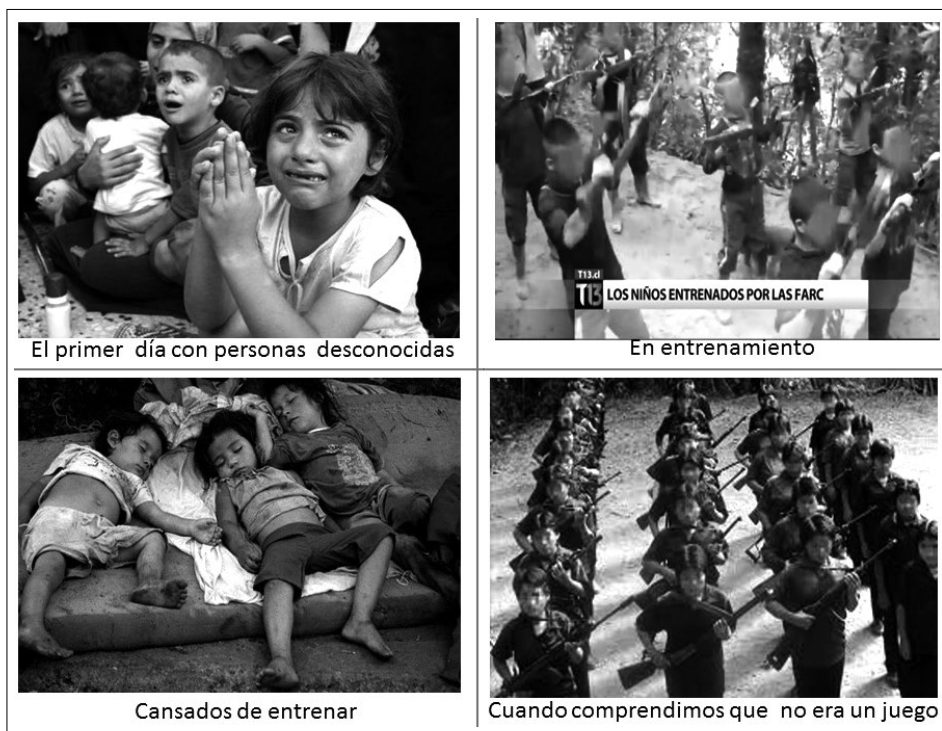 El primer día con personas desconocidas
T13.cl
T13 LOS NIÑOS ENTRENADOS POR LAS FARC
En entrenamiento
Cansados de entrenar
Cuando comprendimos que no era un juego